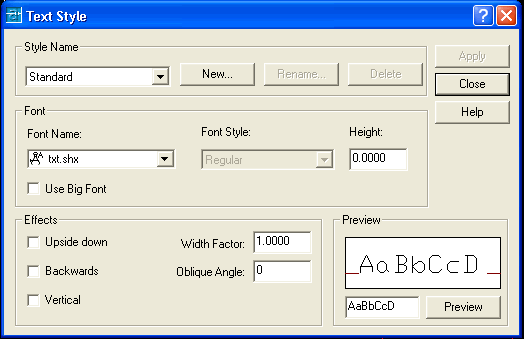 Text Style
Style Name
Standard
New...
Rename...
Delete
Apply
Close
Help
Font
Font Name:
Font Style:
Height:
txt.shx
Regular
0.0000
Use Big Font
Effects
Upside down
Width Factor:
1.0000
Backwards
Oblique Angle:
0
Vertical
Preview
AaBbCcD
AaBbCcD
Preview